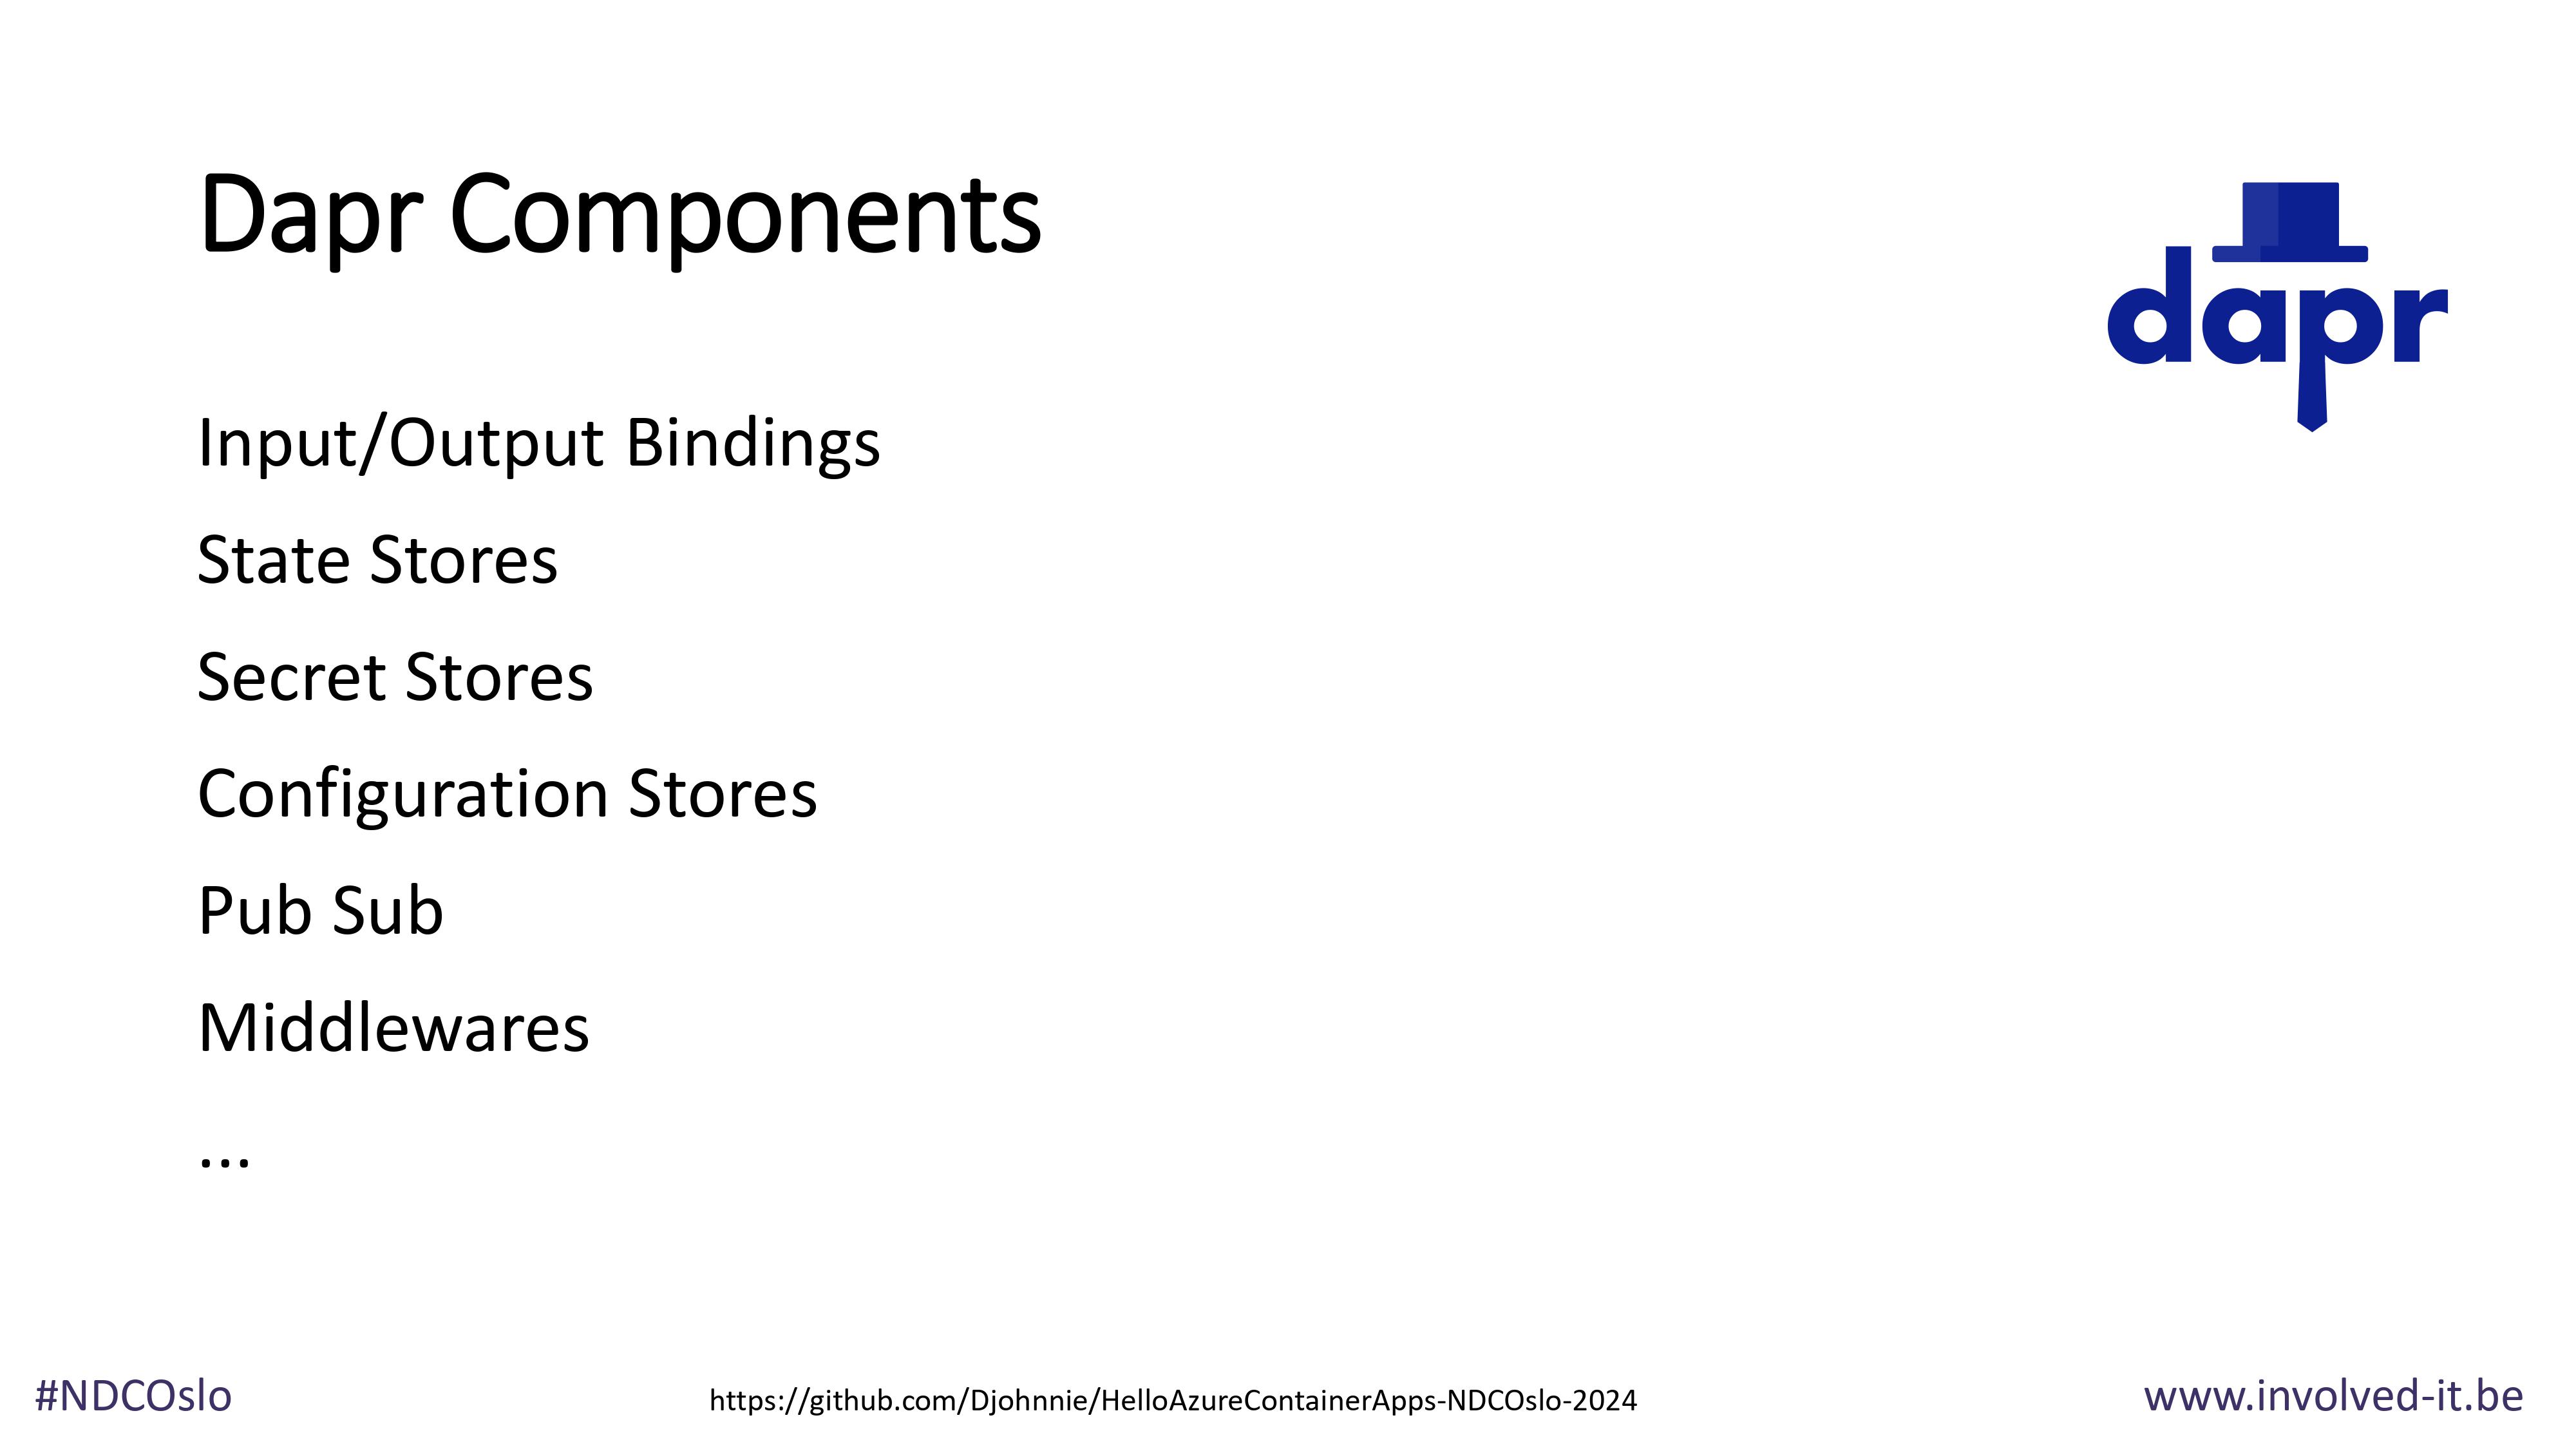 Dapr Components
dapr
Input/Output Bindings
State Stores
Secret Stores
Configuration Stores
Pub Sub
Middlewares
...
#NDCOslo
https://github.com/Djohnnie/HelloAzureContainerApps-NDCOslo-2024
www.involved-it.be